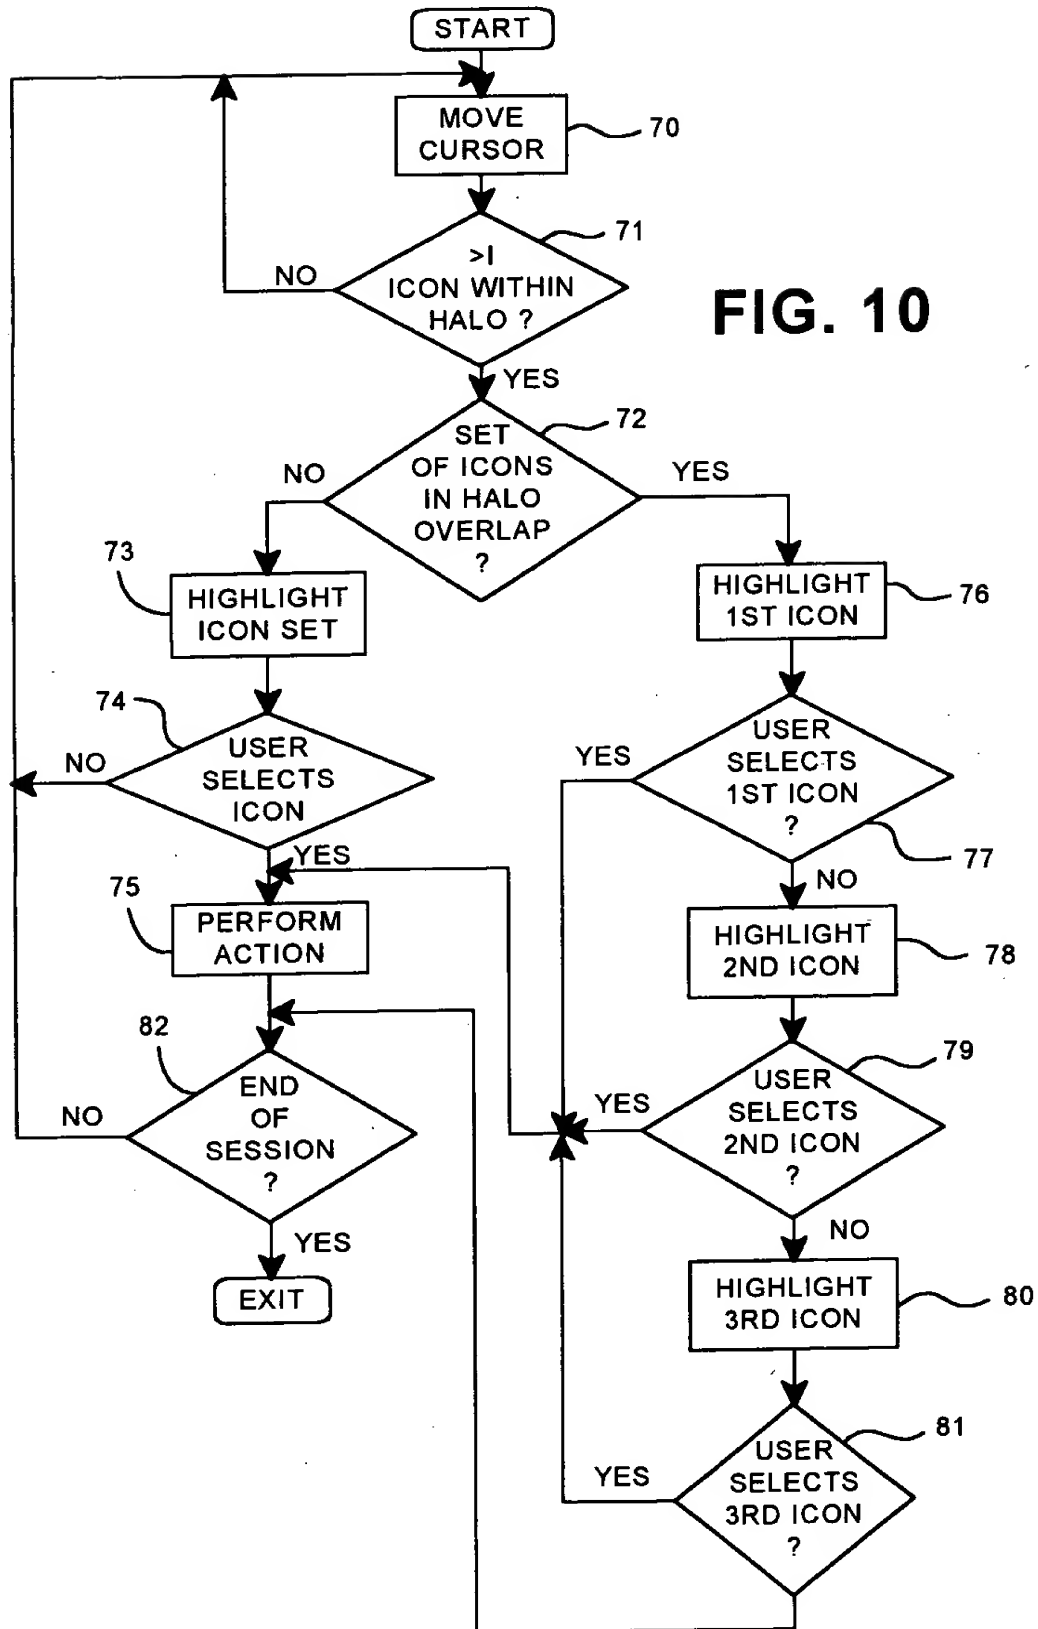 START
MOVE
CURSOR
70
71
>I
ICON WITHIN
HALO ?
NO
FIG. 10
YES
72
SET
OF ICONS
IN HALO
OVERLAP
?
NO
YES
73
HIGHLIGHT
ICON SET
HIGHLIGHT
1ST ICON
76
74
USER
SELECTS
ICON
NO
YES
USER
SELECTS
1ST ICON
?
YES
77
NO
75
PERFORM
ACTION
HIGHLIGHT
2ND ICON
78
82
END
OF
SESSION
?
NO
YES
79
USER
SELECTS
2ND ICON
?
YES
NO
EXIT
HIGHLIGHT
3RD ICON
80
81
USER
SELECTS
3RD ICON
?
YES